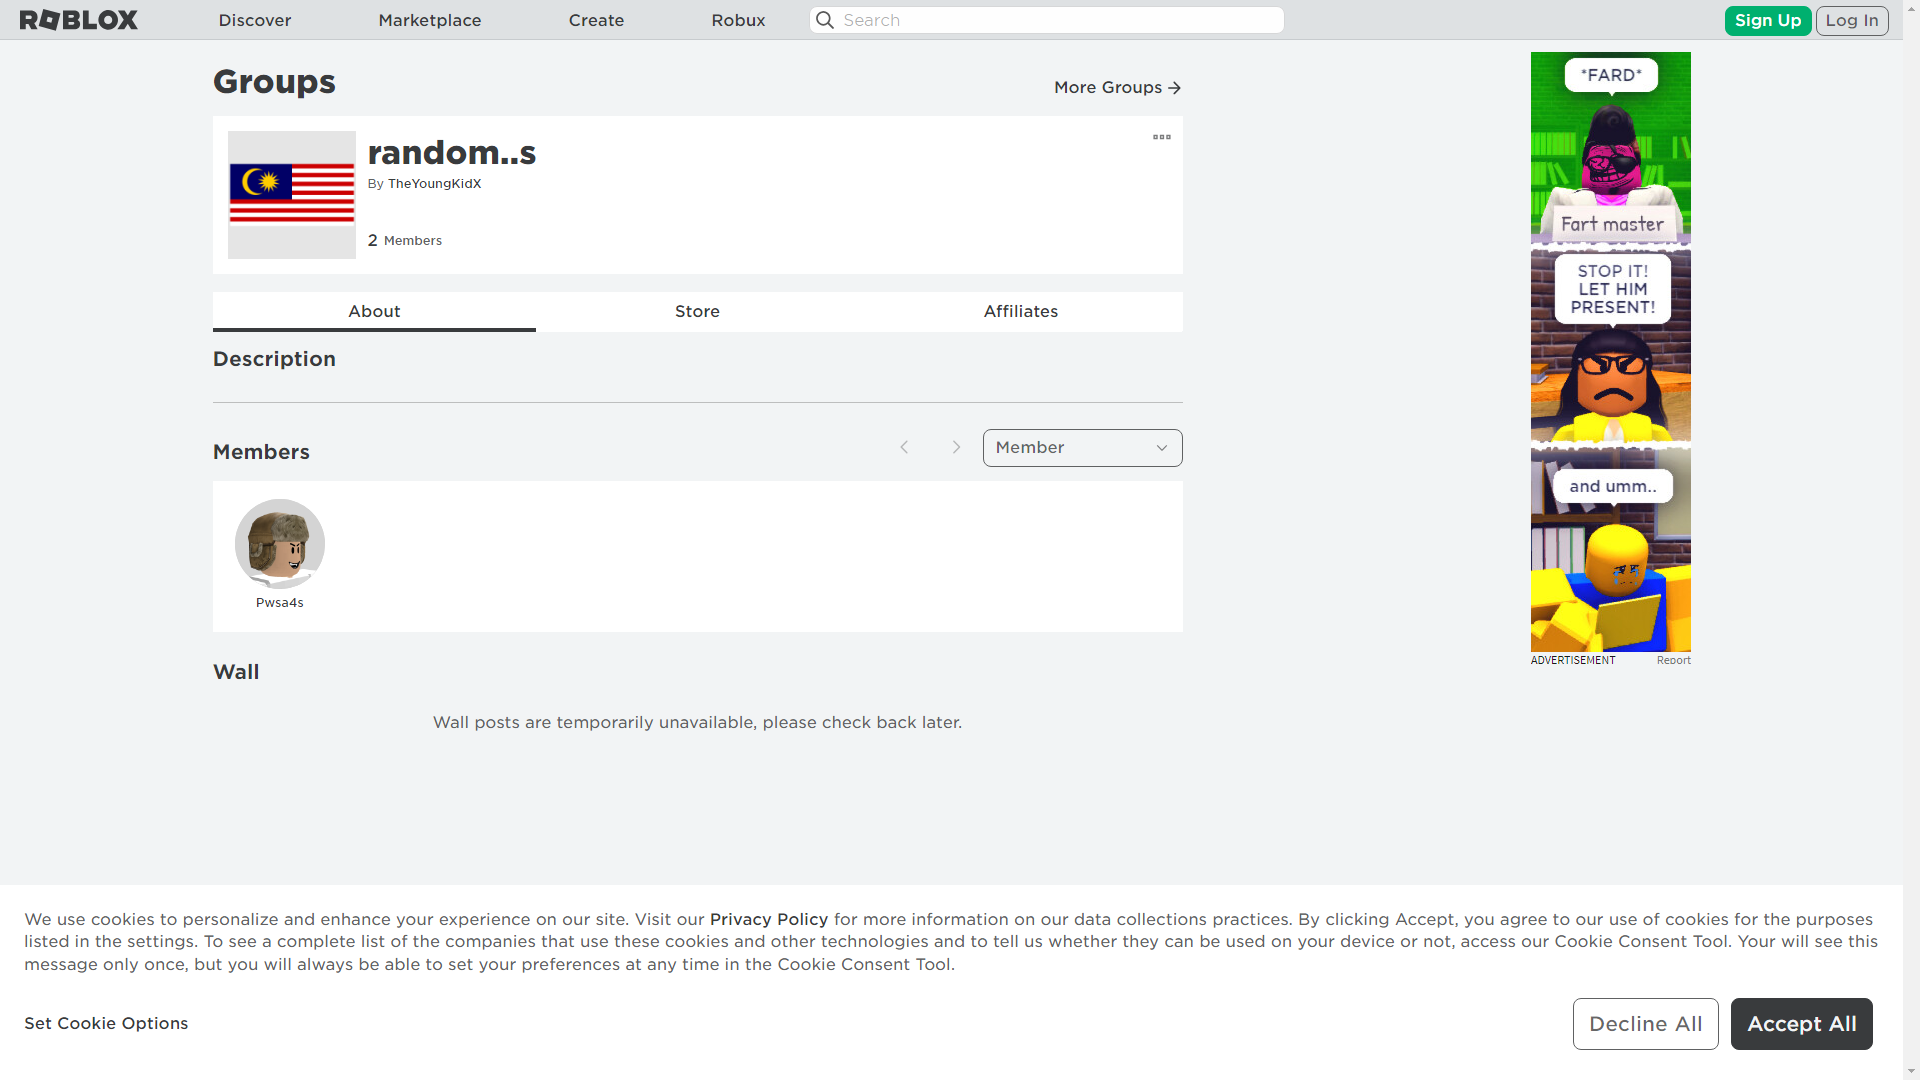 ROBLOX
Discover
Marketplace
Create
Robux
Search
Sign Up
Log In
Groups
More Groups
random..s
By TheYoungKidX
2 Members
About
Store
Affiliates
Description
Members
Member
Pwsa4s
Wall
Wall posts are temporarily unavailable, please check back later.
*FARD*
Fart master
STOP IT!
LET HIM
PRESENT!
and umm..
ADVERTISEMENT
Report
We use cookies to personalize and enhance your experience on our site. Visit our Privacy Policy for more information on our data collections practices. By clicking Accept, you agree to our use of cookies for the purposes
listed in the settings. To see a complete list of the companies that use these cookies and other technologies and to tell us whether they can be used on your device or not, access our Cookie Consent Tool. Your will see this
message only once, but you will always be able to set your preferences at any time in the Cookie Consent Tool.
Set Cookie Options
Decline All
Accept All